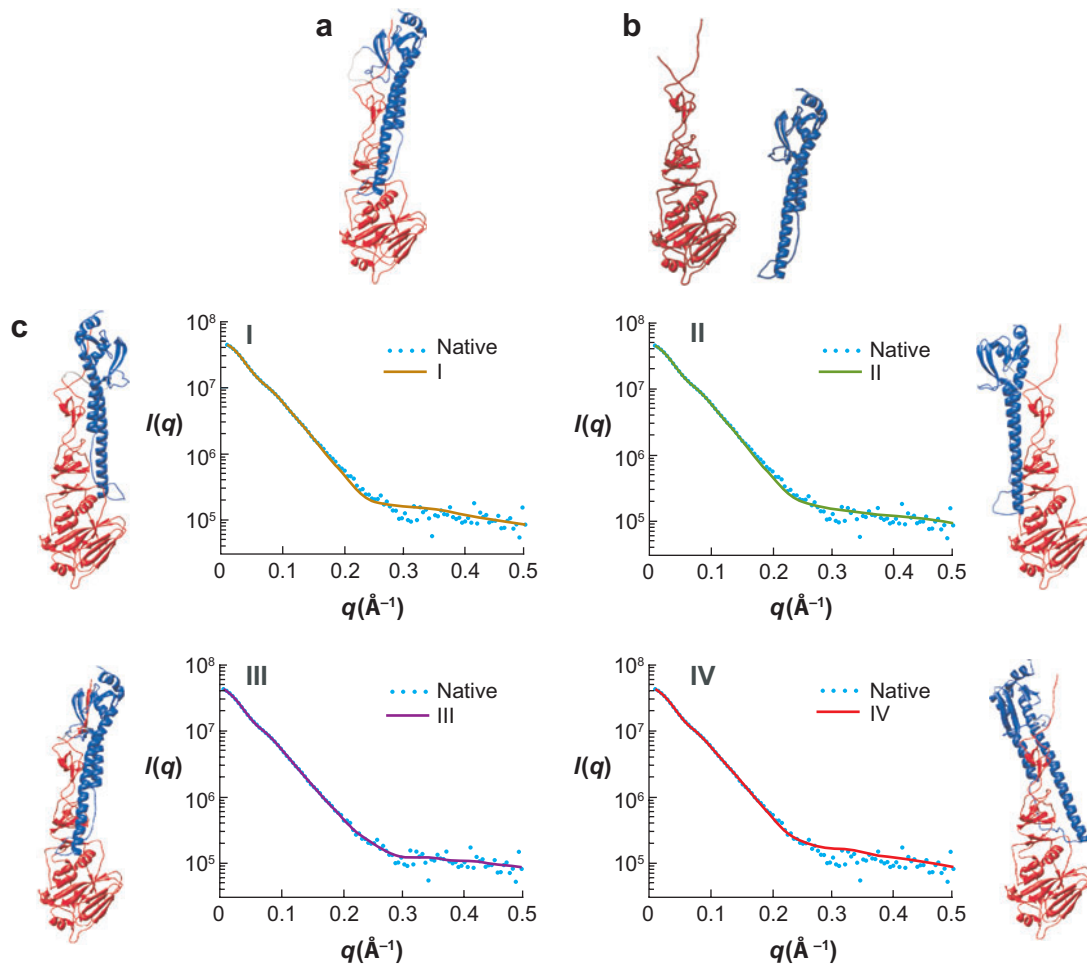 a
b
c
I
10⁸
10⁷
10⁶
10⁵
I(q)
Native
I
0
0.1
0.2
0.3
0.4
0.5
q(Å⁻¹)
II
10⁸
10⁷
10⁶
10⁵
I(q)
Native
II
0
0.1
0.2
0.3
0.4
0.5
q(Å⁻¹)
III
10⁸
10⁷
10⁶
10⁵
I(q)
Native
III
0
0.1
0.2
0.3
0.4
0.5
q(Å⁻¹)
IV
10⁸
10⁷
10⁶
10⁵
I(q)
Native
IV
0
0.1
0.2
0.3
0.4
0.5
q(Å⁻¹)